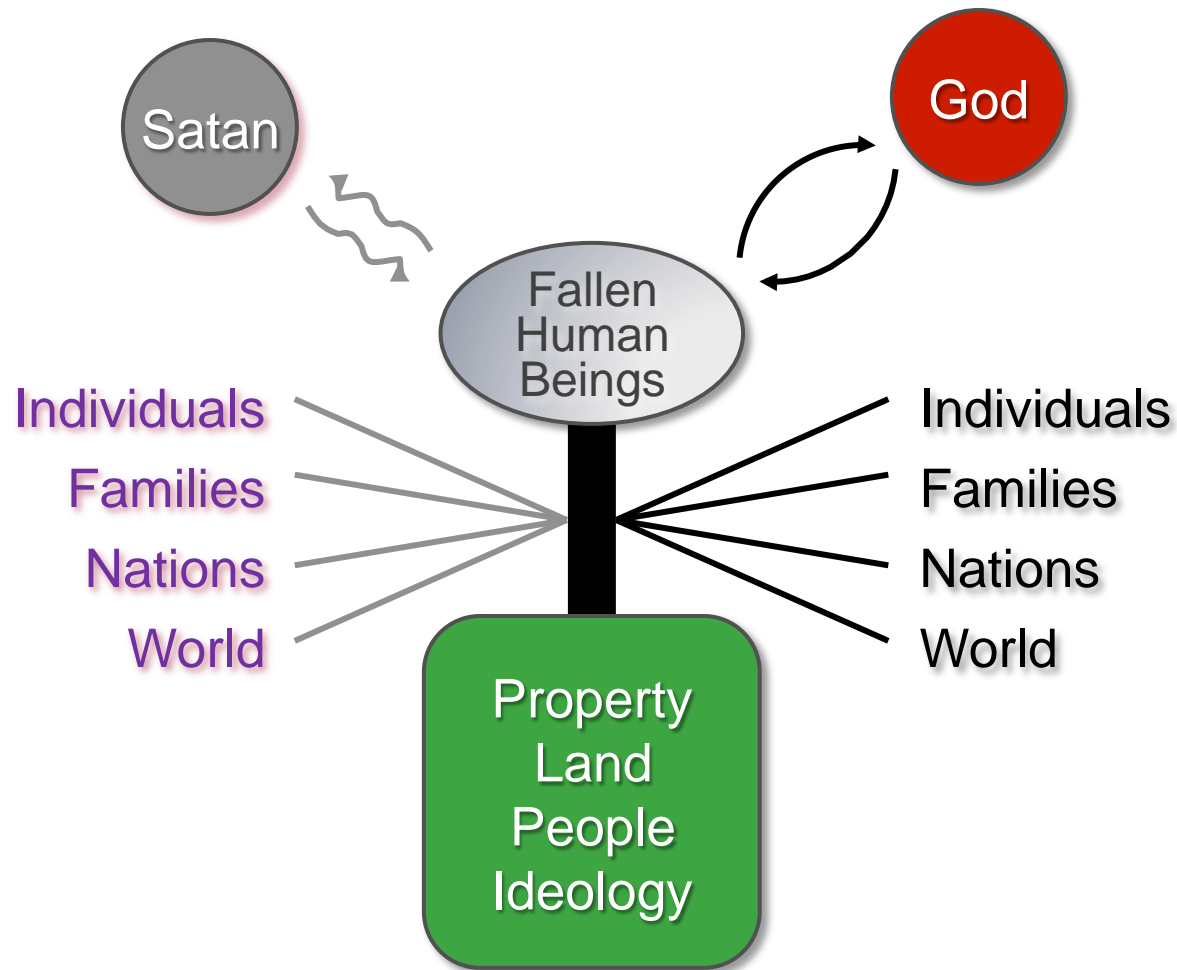 Satan
God
Fallen
Human
Beings
Individuals
Families
Nations
World
Individuals
Families
Nations
World
Property
Land
People
Ideology